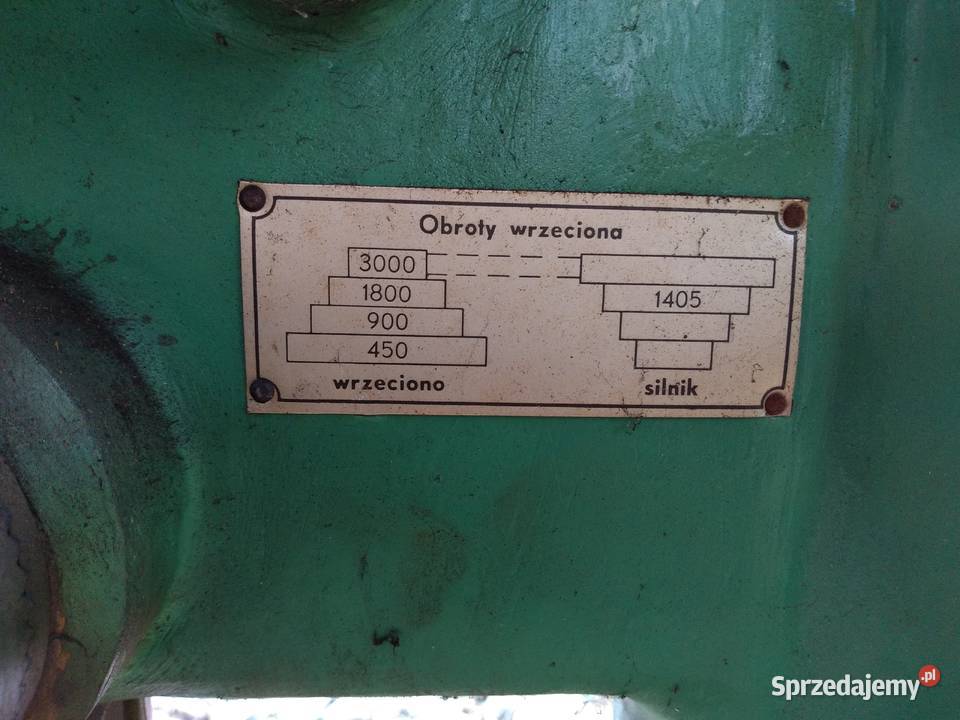 Obroty wrzeciona
3000
1800 1405
900
450
wrzeciono silnik
Sprzedajemy.pl